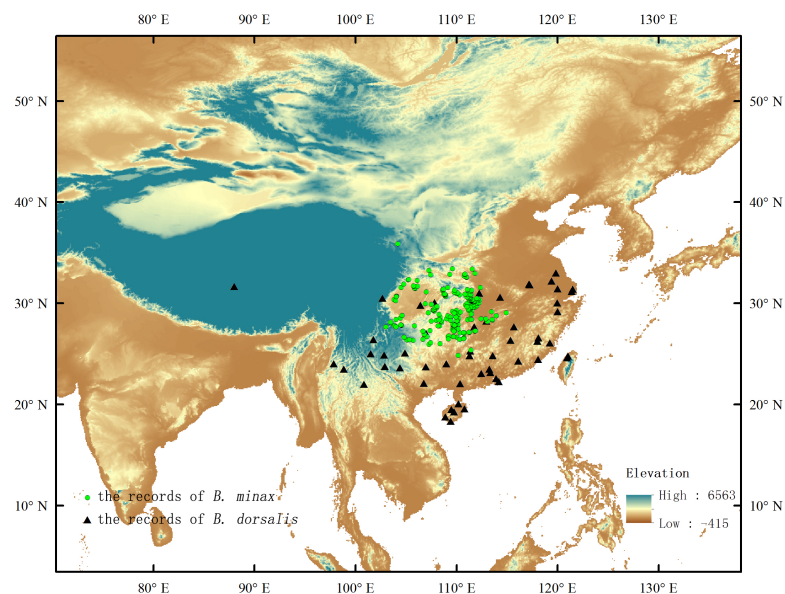 80° E 90° E 100° E 110° E 120° E 130° E
50° N 50° N
40° N 40° N
30° N 30° N
20° N 20° N
10° N 10° N
Elevation
High : 6563
Low : -415
the records of B. minax
the records of B. dorsalis
80° E 90° E 100° E 110° E 120° E 130° E